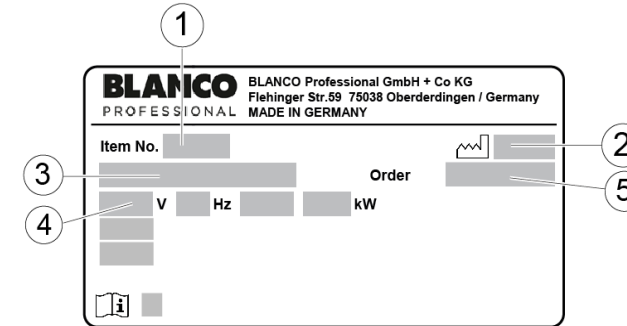 1
BLANCO
PROFESSIONAL
BLANCO Professional GmbH + Co KG
Flehinger Str.59 75038 Oberderdingen / Germany
MADE IN GERMANY
Item No.
2
3
Order
5
4
V Hz kW
i